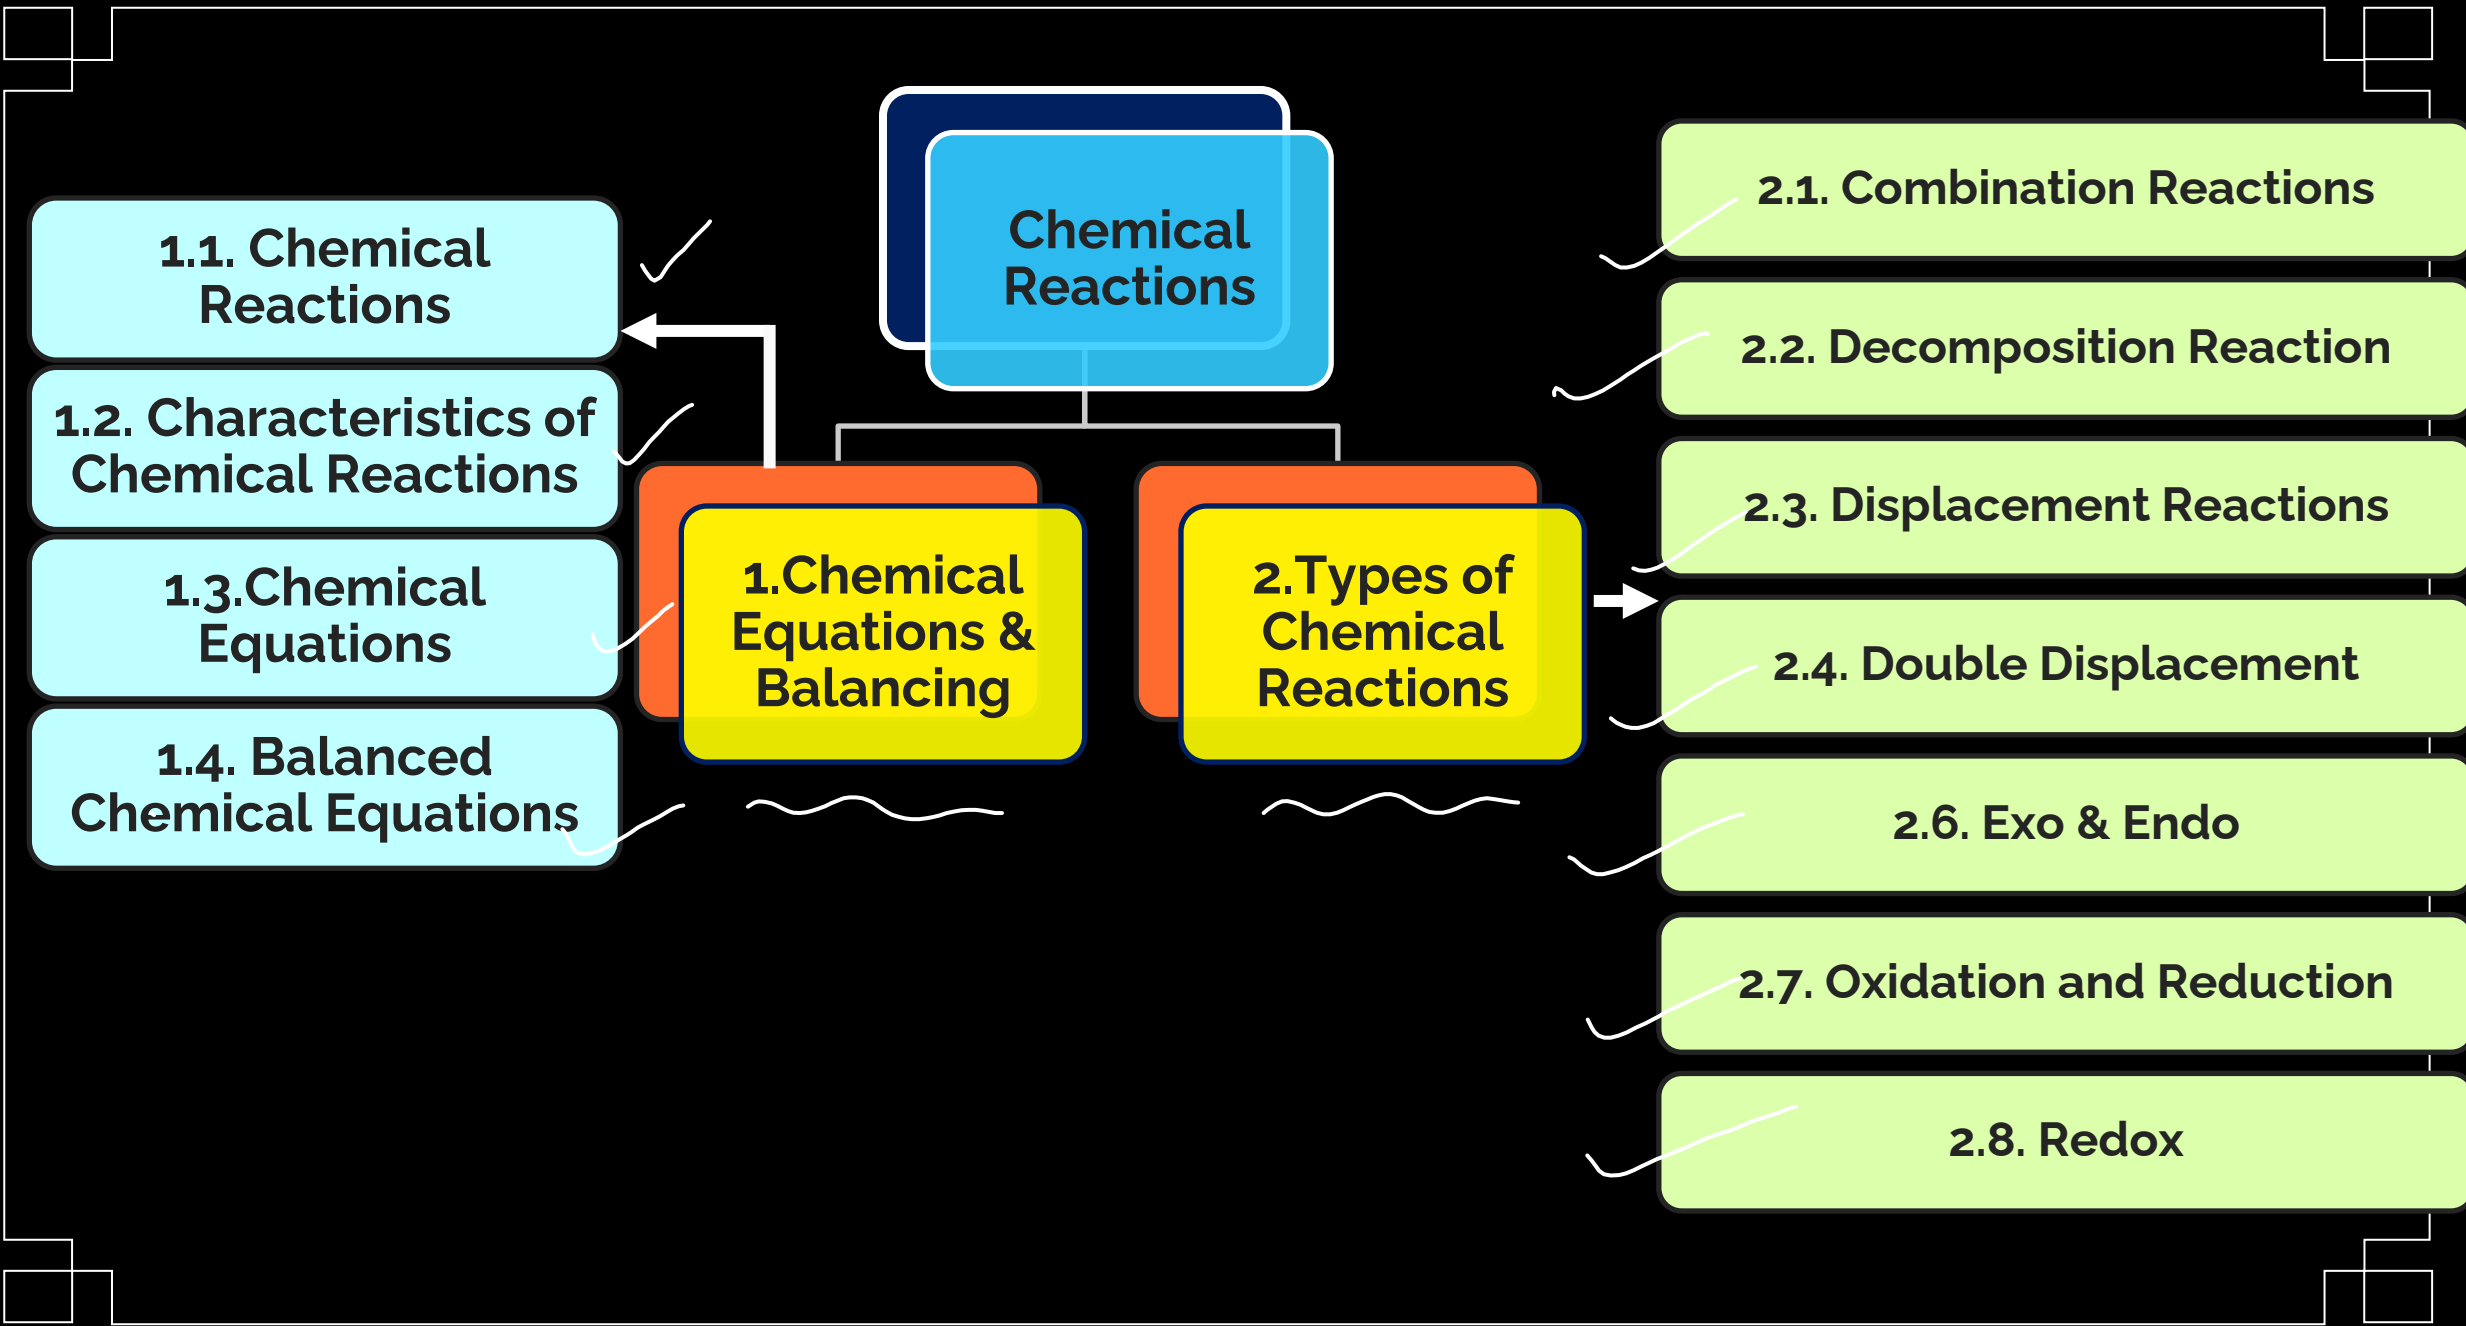 Chemical
Reactions
1.1. Chemical
Reactions
1.2. Characteristics of
Chemical Reactions
1.3.Chemical
Equations
1.4. Balanced
Chemical Equations
1.Chemical
Equations &
Balancing
2.Types of
Chemical
Reactions
2.1. Combination Reactions
2.2. Decomposition Reaction
2.3. Displacement Reactions
2.4. Double Displacement
2.6. Exo & Endo
2.7. Oxidation and Reduction
2.8. Redox